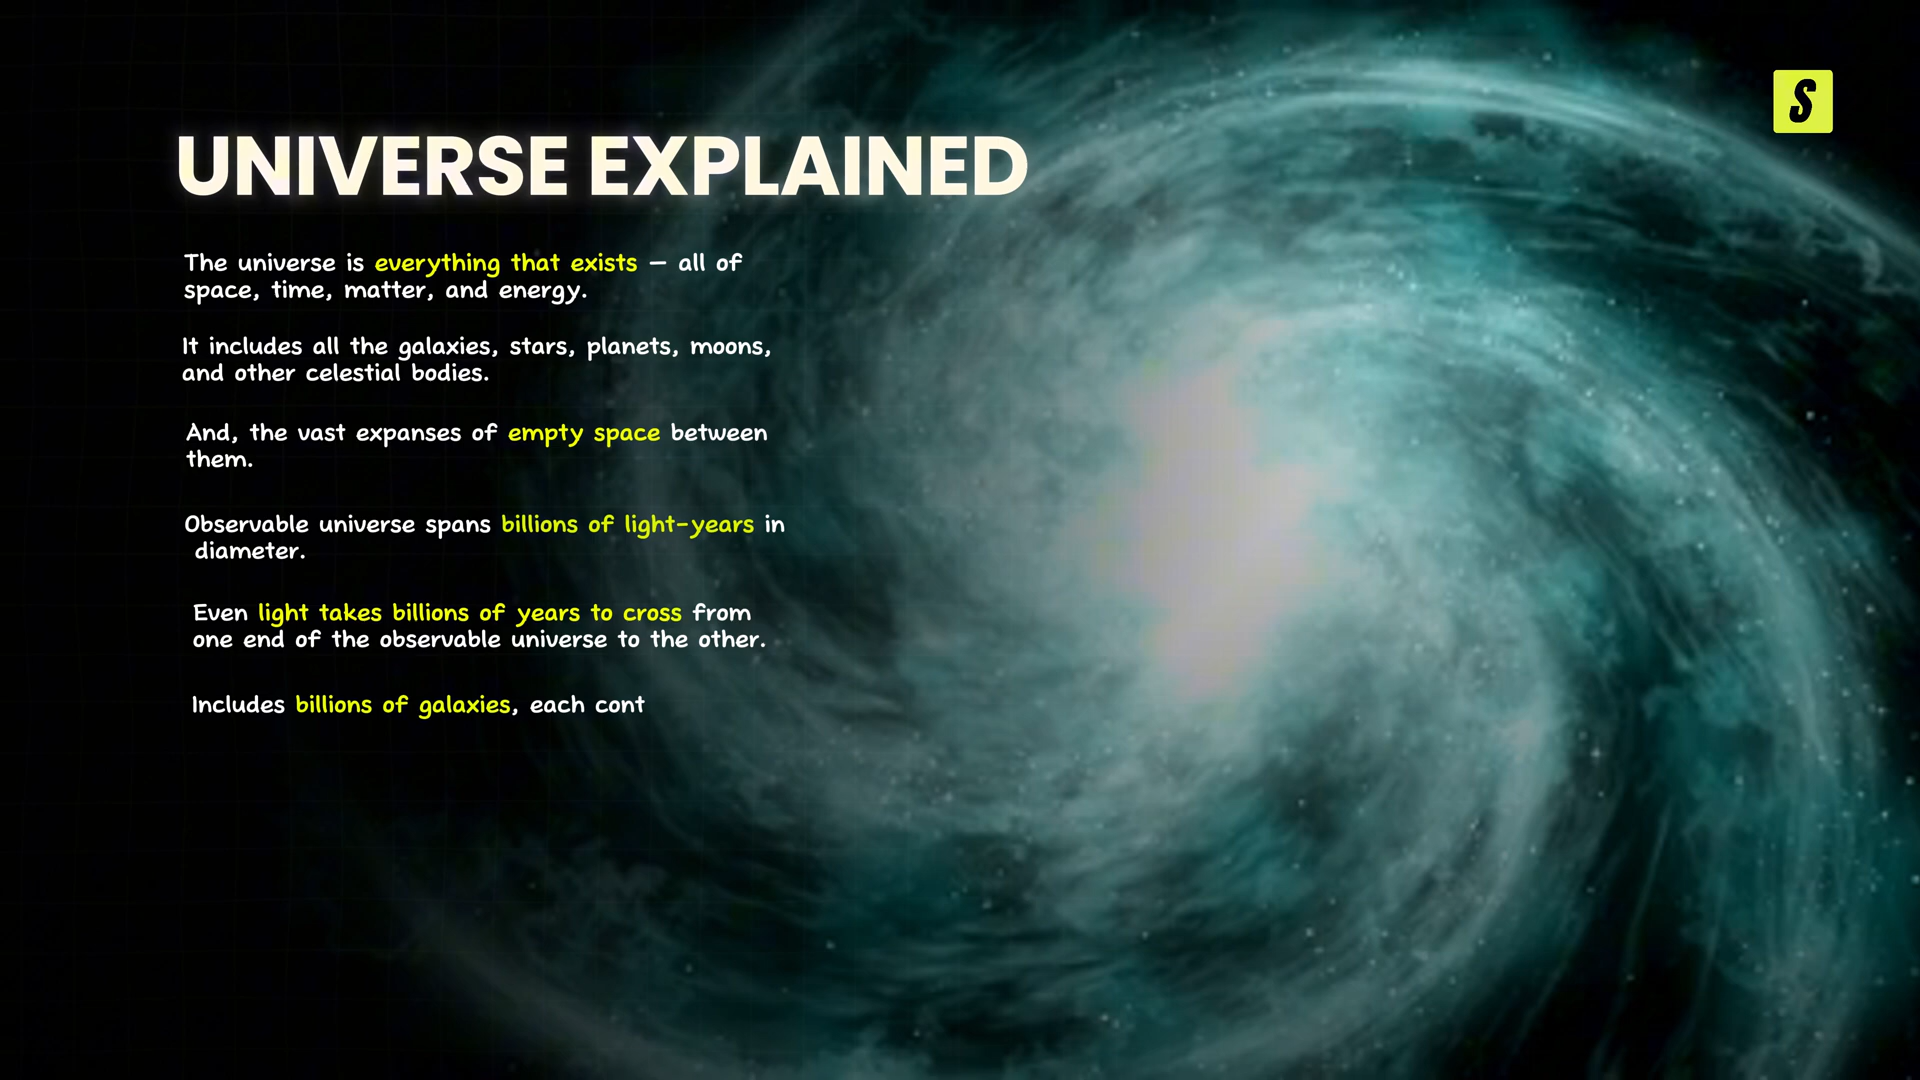 S
UNIVERSE EXPLAINED
The universe is everything that exists – all of
space, time, matter, and energy.
It includes all the galaxies, stars, planets, moons,
and other celestial bodies.
And, the vast expanses of empty space between
them.
Observable universe spans billions of light-years in
diameter.
Even light takes billions of years to cross from
one end of the observable universe to the other.
Includes billions of galaxies, each cont